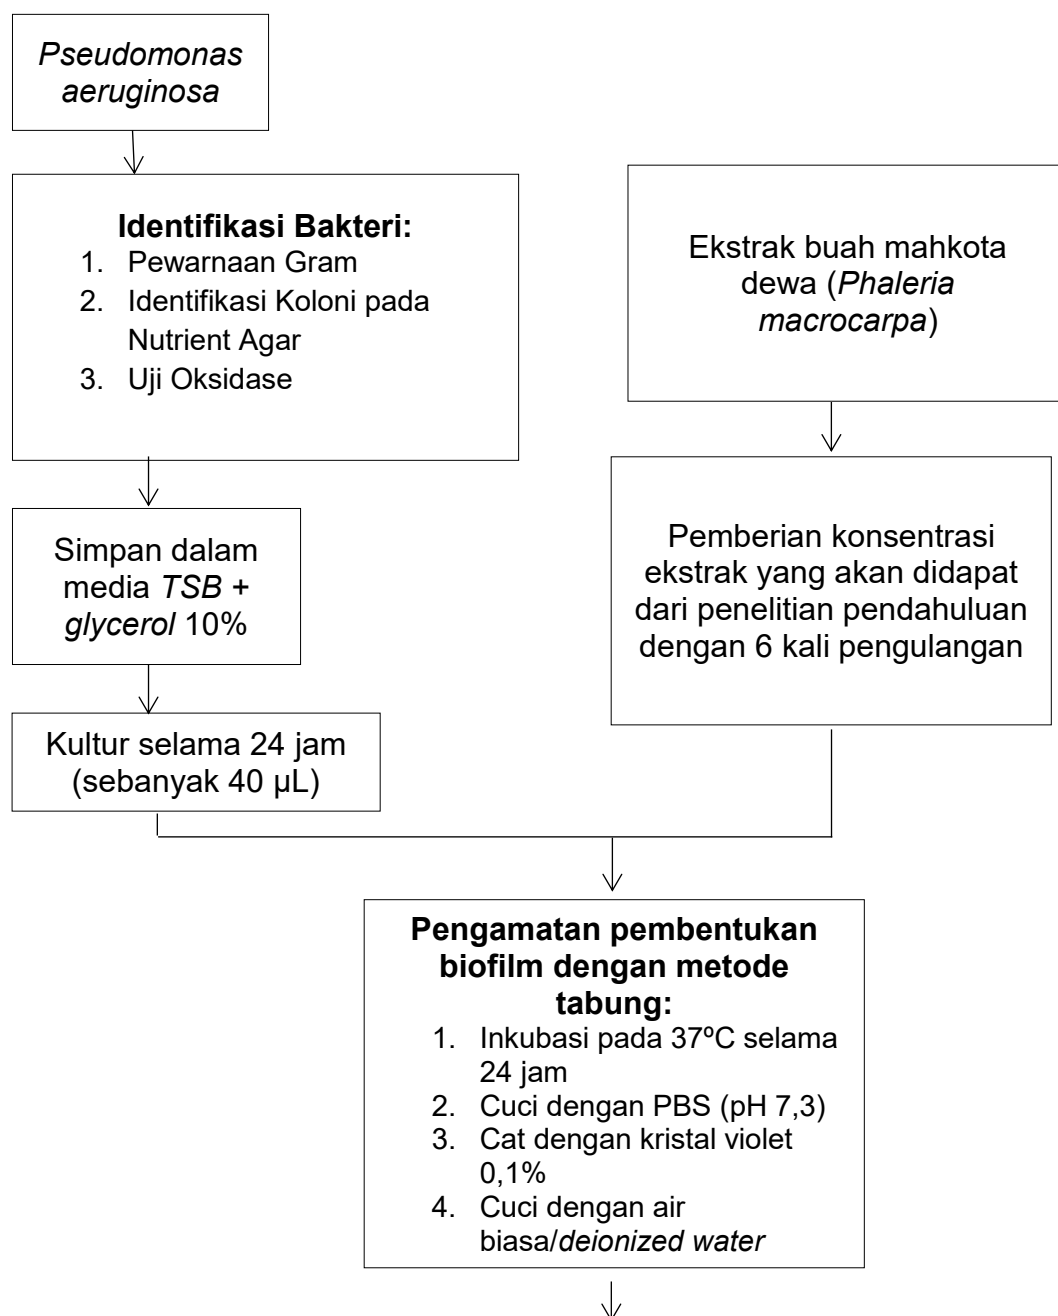 Pseudomonas
aeruginosa
Identifikasi Bakteri:
1. Pewarnaan Gram
2. Identifikasi Koloni pada
Nutrient Agar
3. Uji Oksidase
Simpan dalam
media TSB +
glycerol 10%
Kultur selama 24 jam
(sebanyak 40 µL)
Ekstrak buah mahkota
dewa (Phaleria
macrocarpa)
Pemberian konsentrasi
ekstrak yang akan didapat
dari penelitian pendahuluan
dengan 6 kali pengulangan
Pengamatan pembentukan
biofilm dengan metode
tabung:
1. Inkubasi pada 37ºC selama
24 jam
2. Cuci dengan PBS (pH 7,3)
3. Cat dengan kristal violet
0,1%
4. Cuci dengan air
biasa/deionized water